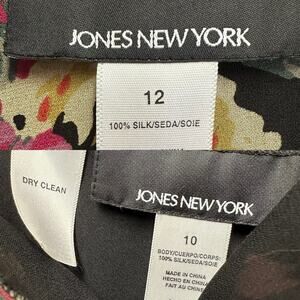 JONES NEW YORK
12
100% SILK/SEDA/SOIE
DRY CLEAN
JONES NEW YORK
10
BODY/CUERPO/CORPS:
100% SILK/SEDA/SOIE
MADE IN CHINA
HECHO EN CHINA
FAIT AU CHINE